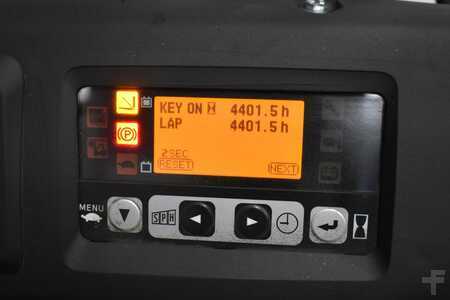 KEY ON 4401.5 h
LAP 4401.5 h
2SEC
RESET NEXT
P
MENU
SPH